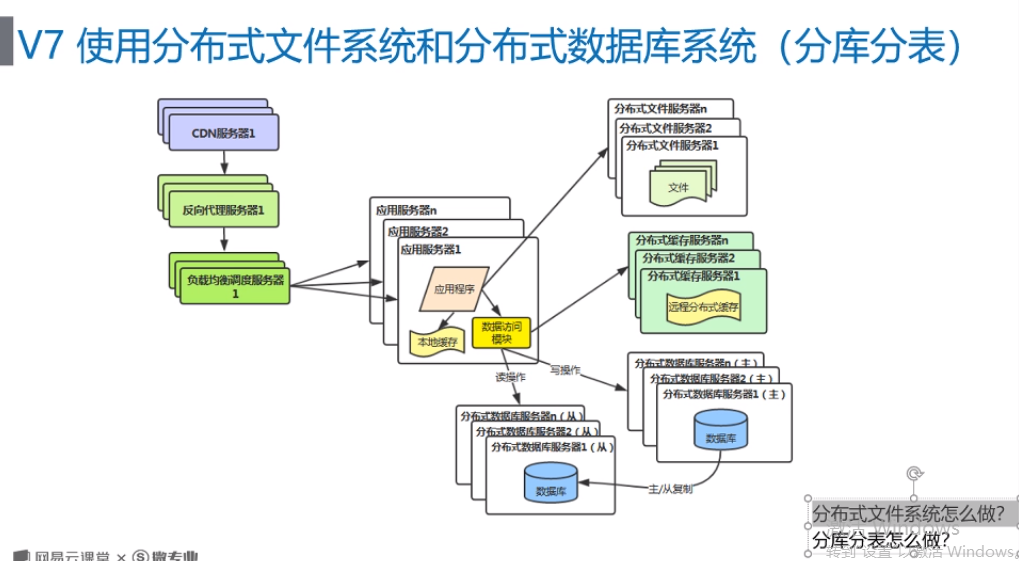 V7 使用分布式文件系统和分布式数据库系统（分库分表）
CDN服务器1
反向代理服务器1
负载均衡调度服务器
1
应用服务器n
应用服务器2
应用服务器1
应用程序
本地缓存
数据访问
模块
分布式文件服务器n
分布式文件服务器2
分布式文件服务器1
文件
分布式缓存服务器n
分布式缓存服务器2
分布式缓存服务器1
远程分布式缓存
读操作
写操作
分布式数据库服务器n（主）
分布式数据库服务器2（主）
分布式数据库服务器1（主）
数据库
分布式数据库服务器n（从）
分布式数据库服务器2（从）
分布式数据库服务器1（从）
数据库
主/从复制
分布式文件系统怎么做?
激活 Windows
分库分表怎么做?
转到"设置"以激活 Windows。
网易云课堂 × S微专业